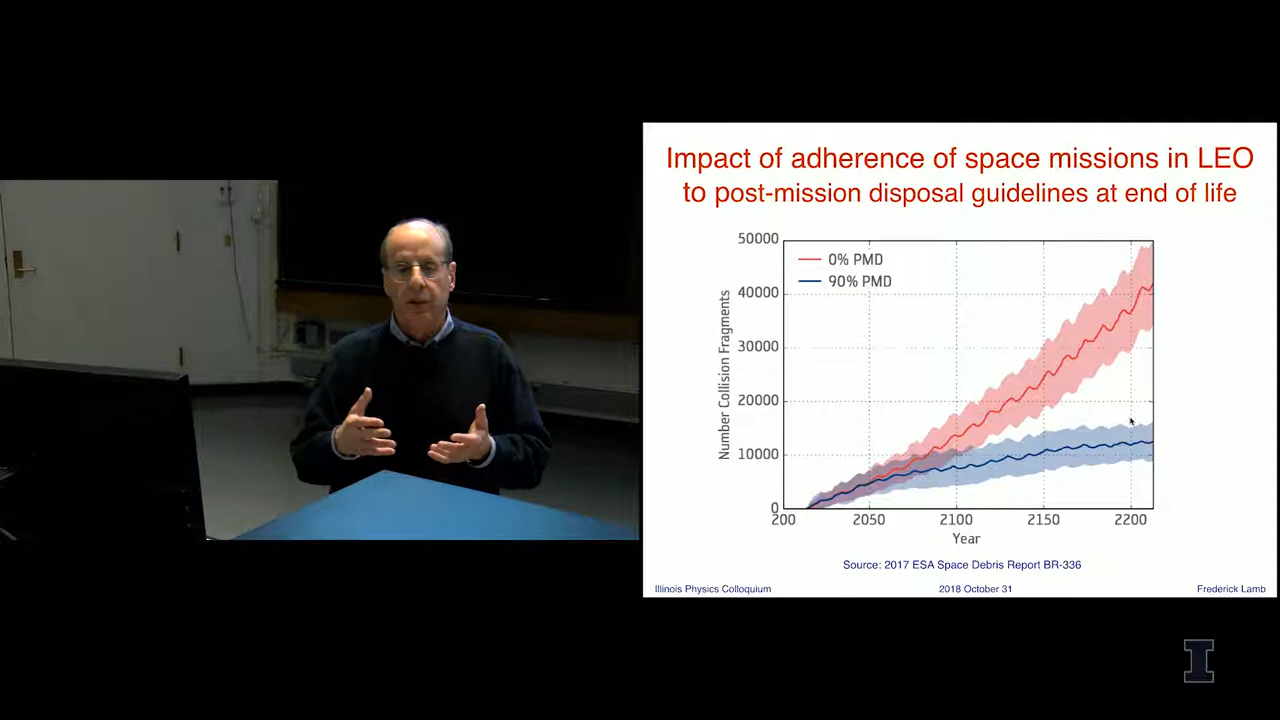 Impact of adherence of space missions in LEO
to post-mission disposal guidelines at end of life
50000
40000
30000
20000
10000
0
Number Collision Fragments
0% PMD
90% PMD
200
2050
2100
2150
2200
Year
Source: 2017 ESA Space Debris Report BR-336
Illinois Physics Colloquium
2018 October 31
Frederick Lamb
I